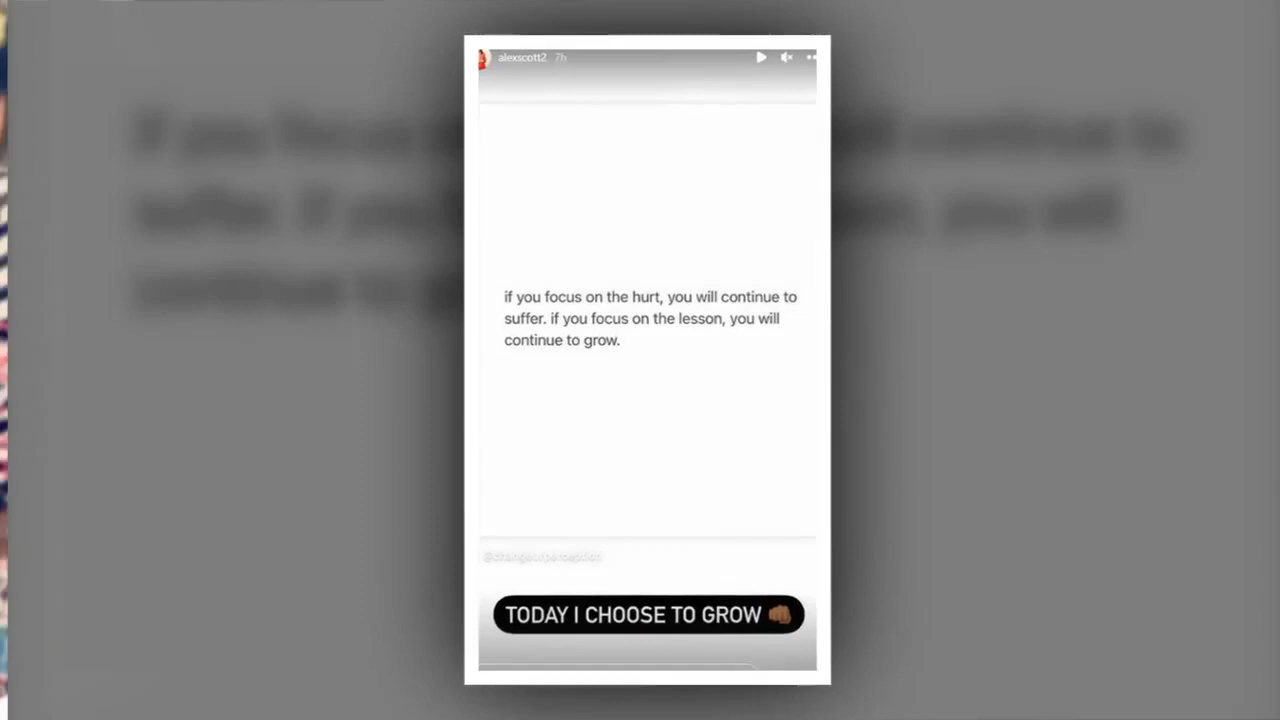 alexscott2 7h
if you focus on the hurt, you will continue to
suffer. if you focus on the lesson, you will
continue to grow.
@changeurperception
TODAY I CHOOSE TO GROW 👊🏾